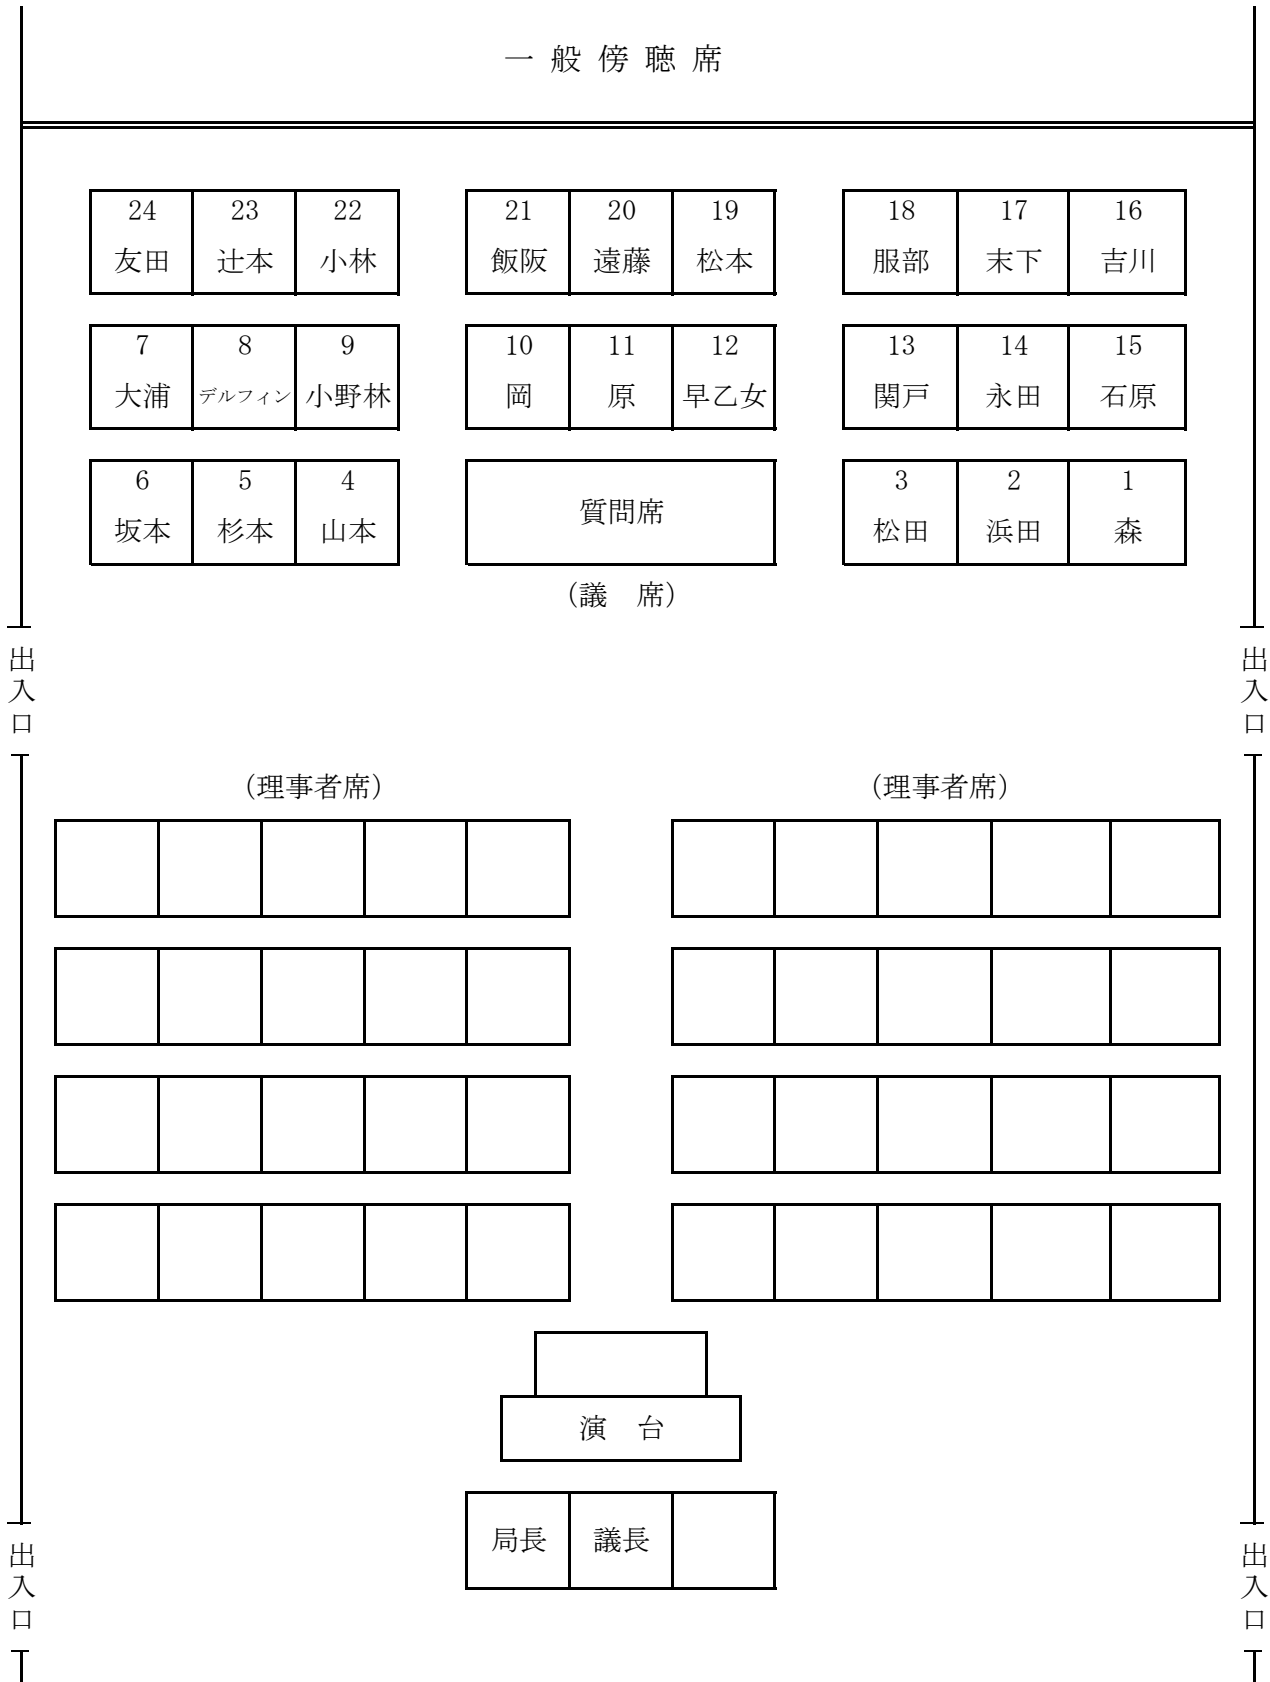 一般傍聴席
24 23 22 21 20 19 18 17 16
友田 辻本 小林 飯阪 遠藤 松本 服部 末下 吉川
7 8 9 10 11 12 13 14 15
大浦 デルフィン 小野林 岡 原 早乙女 関戸 永田 石原
6 5 4 3 2 1
坂本 杉本 山本 質問席 松田 浜田 森
（議　席）
出入口 出入口
（理事者席） （理事者席）
演　台
局長 議長
出入口 出入口